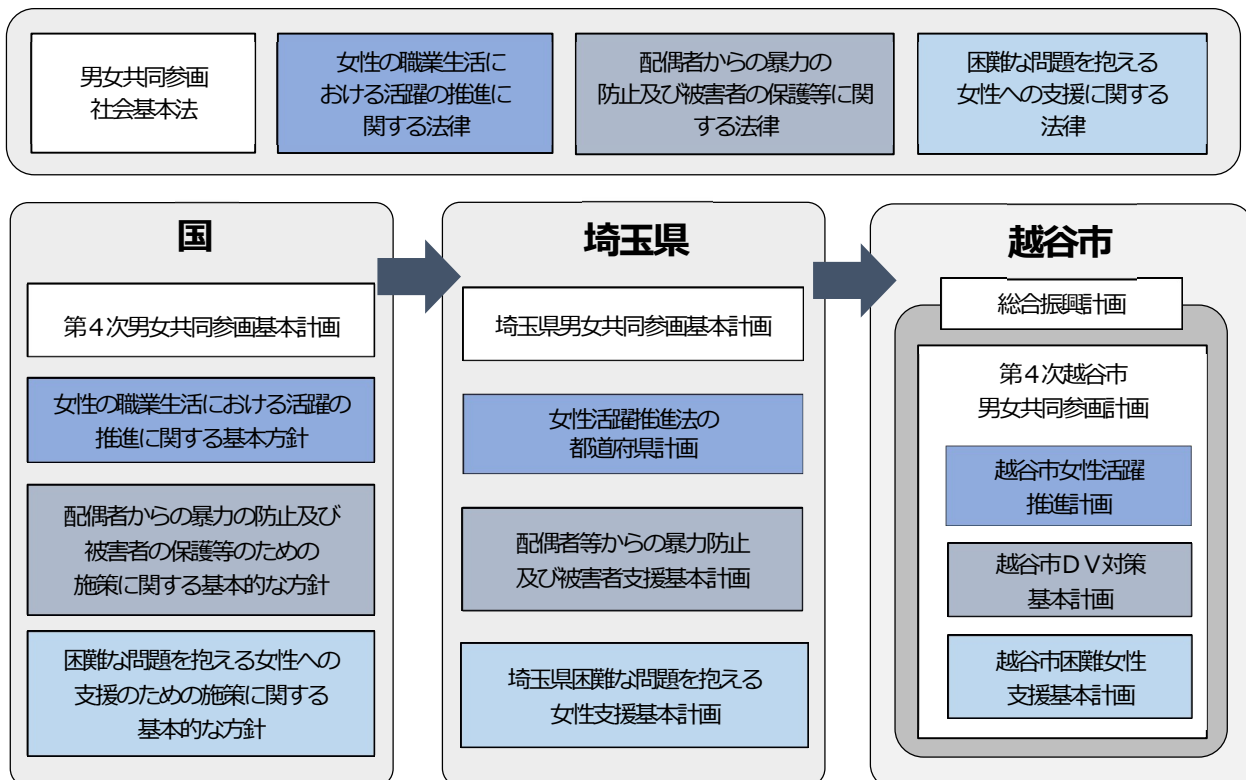 男女共同参画
社会基本法
女性の職業生活に
おける活躍の推進に
関する法律
配偶者からの暴力の
防止及び被害者の保護等に関
する法律
困難な問題を抱える
女性への支援に関する
法律
国
第４次男女共同参画基本計画
女性の職業生活における活躍の
推進に関する基本方針
配偶者からの暴力の防止及び
被害者の保護等のための
施策に関する基本的な方針
困難な問題を抱える女性への
支援のための施策に関する
基本的な方針
埼玉県
埼玉県男女共同参画基本計画
女性活躍推進法の
都道府県計画
配偶者等からの暴力防止
及び被害者支援基本計画
埼玉県困難な問題を抱える
女性支援基本計画
越谷市
総合振興計画
第４次越谷市
男女共同参画計画
越谷市女性活躍
推進計画
越谷市ＤＶ対策
基本計画
越谷市困難女性
支援基本計画